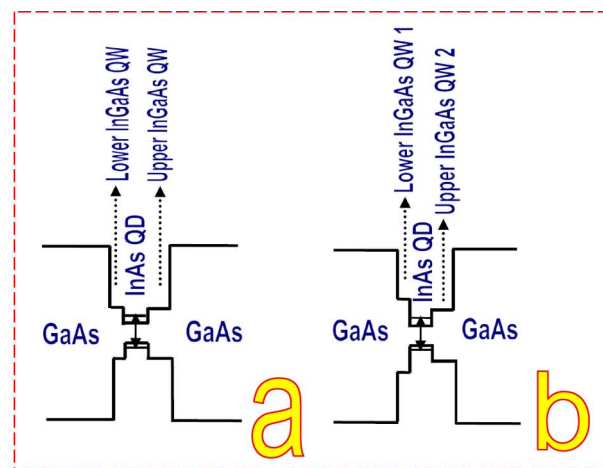 Lower InGaAs QW
Upper InGaAs QW
InAs QD
GaAs
GaAs
a
Lower InGaAs QW 1
Upper InGaAs QW 2
InAs QD
GaAs
GaAs
b